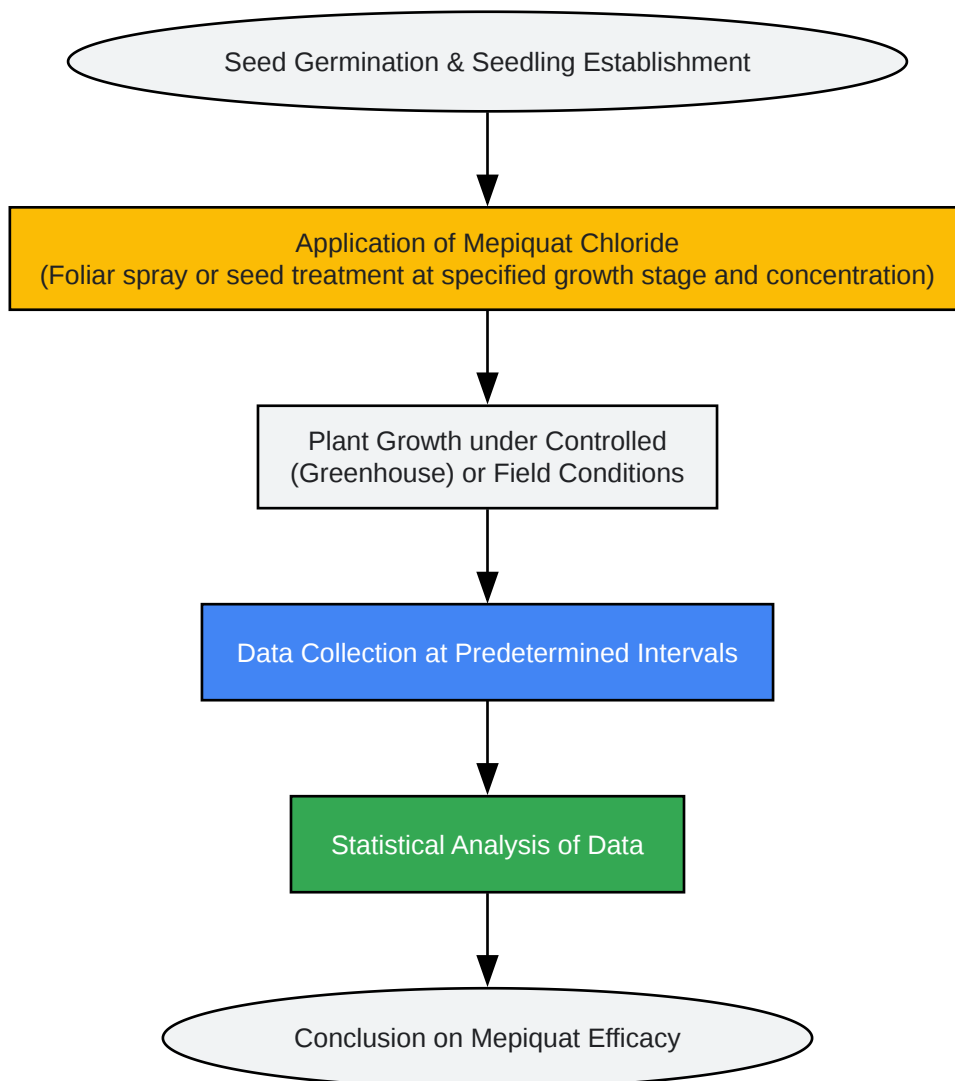 Seed Germination & Seedling Establishment
Application of Mepiquat Chloride
(Foliar spray or seed treatment at specified growth stage and concentration)
Plant Growth under Controlled
(Greenhouse) or Field Conditions
Data Collection at Predetermined Intervals
Statistical Analysis of Data
Conclusion on Mepiquat Efficacy